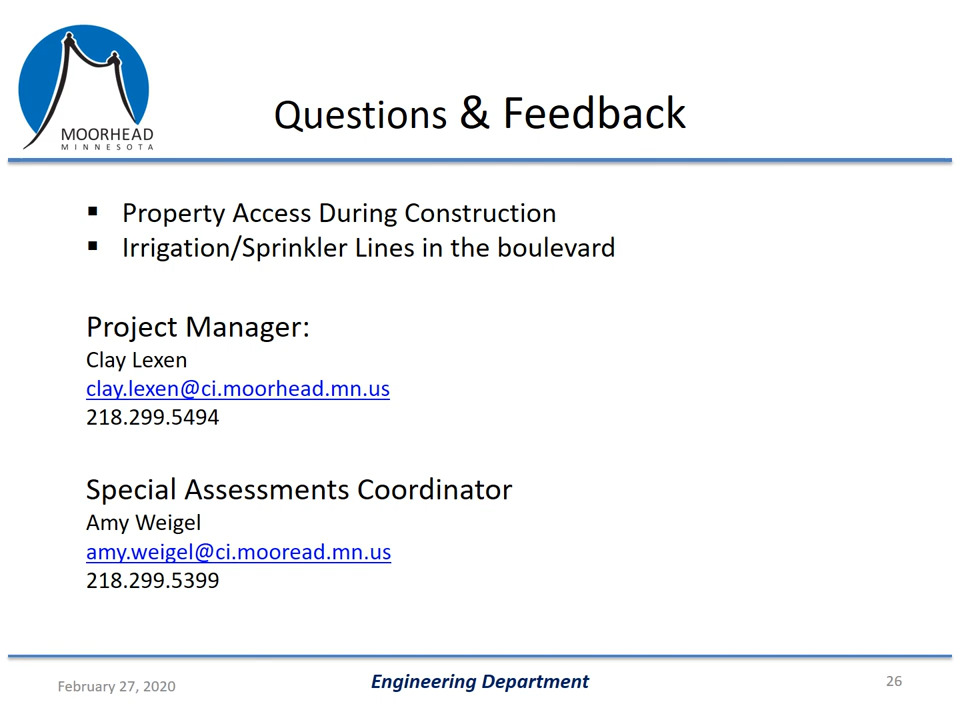 MOORHEAD
MINNESOTA
Questions & Feedback
▪ Property Access During Construction
▪ Irrigation/Sprinkler Lines in the boulevard
Project Manager:
Clay Lexen
clay.lexen@ci.moorhead.mn.us
218.299.5494
Special Assessments Coordinator
Amy Weigel
amy.weigel@ci.mooread.mn.us
218.299.5399
February 27, 2020
Engineering Department
26